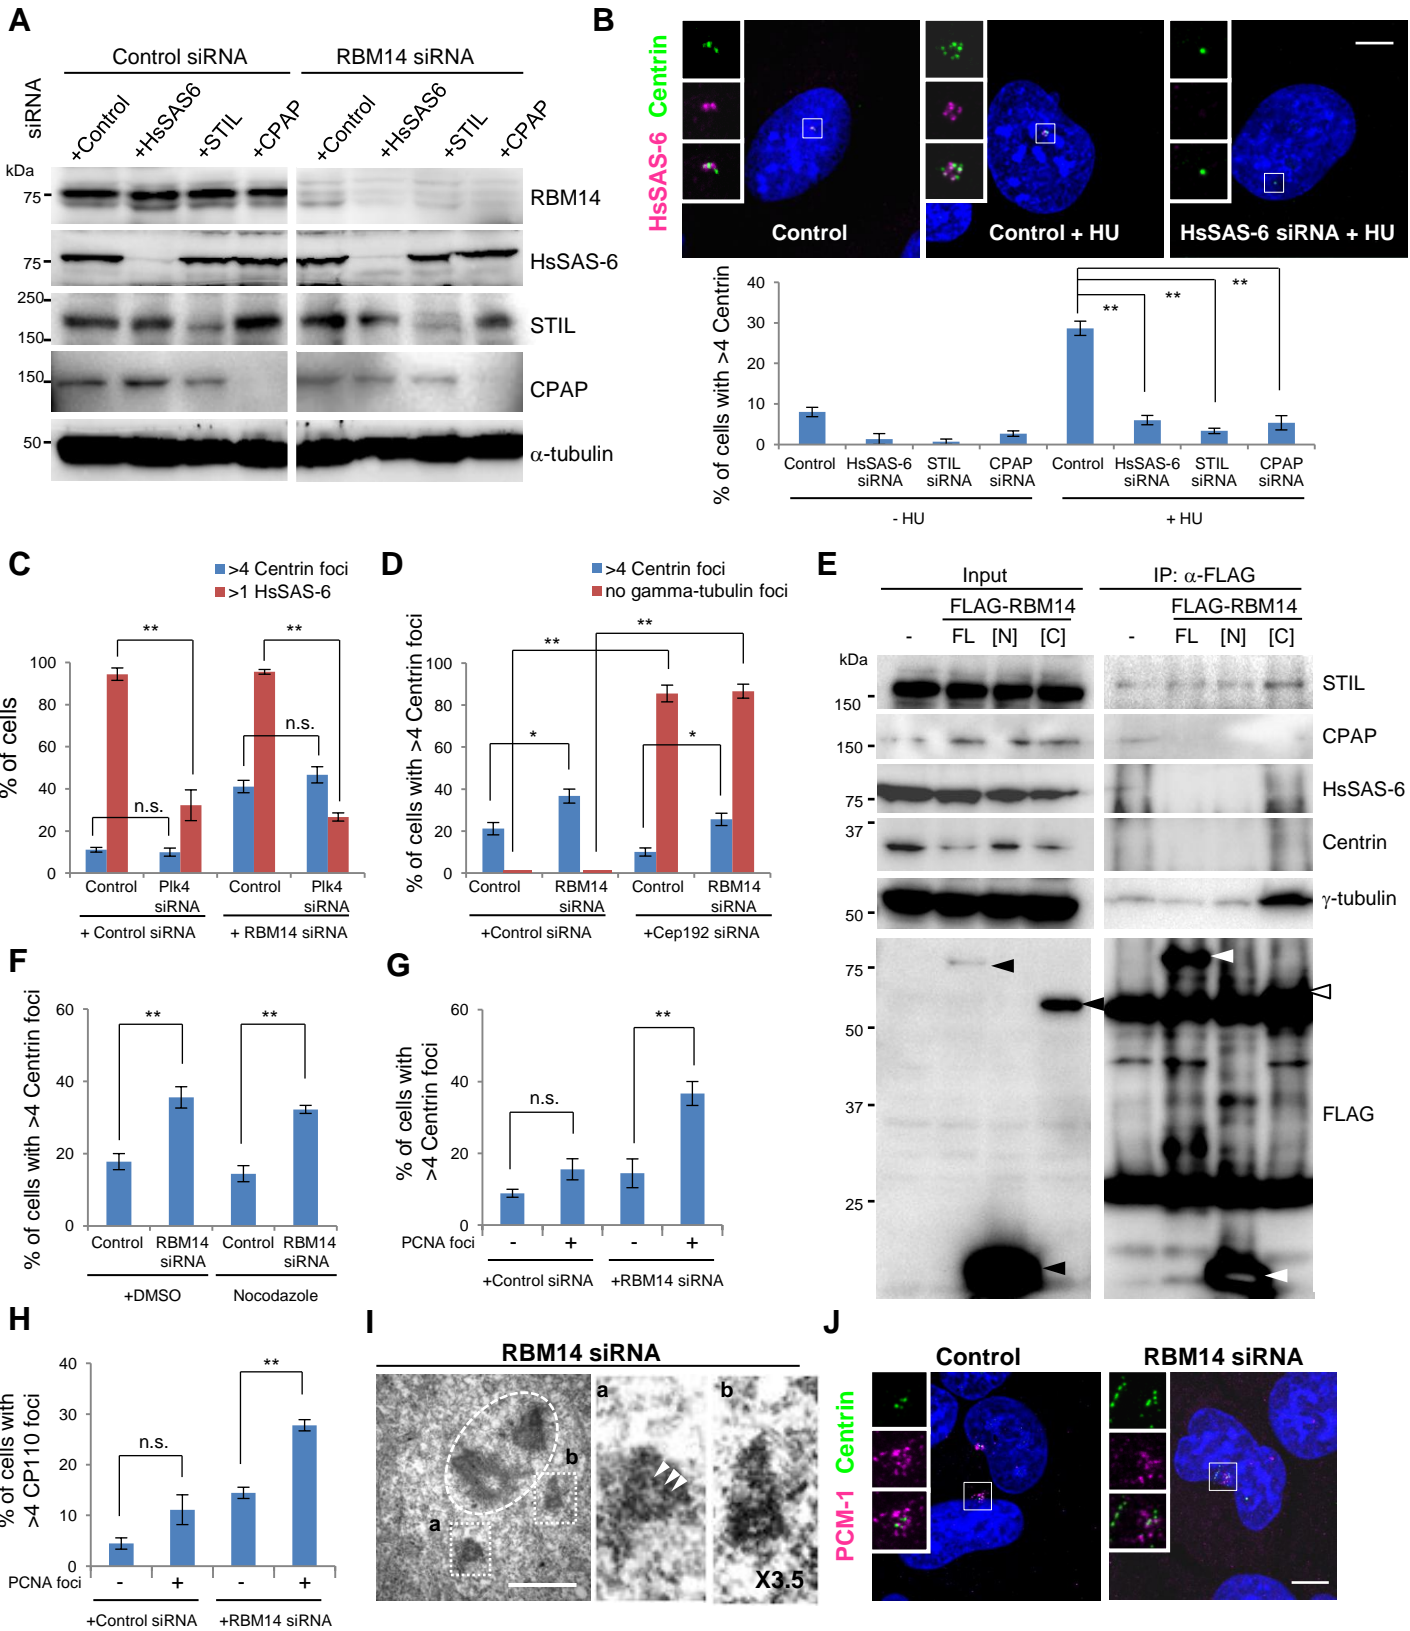 A
Control siRNA
RBM14 siRNA
siRNA
+Control
+HsSAS6
+STIL
+CPAP
+Control
+HsSAS6
+STIL
+CPAP
kDa
75
RBM14
75
HsSAS-6
250
150
STIL
150
CPAP
50
α-tubulin
B
HsSAS-6 Centrin
Control
Control + HU
HsSAS-6 siRNA + HU
% of cells with >4 Centrin
40
30
20
10
0
**
**
**
Control
HsSAS-6 siRNA
STIL siRNA
CPAP siRNA
Control
HsSAS-6 siRNA
STIL siRNA
CPAP siRNA
- HU
+ HU
C
>4 Centrin foci
>1 HsSAS-6
% of cells
100
80
60
40
20
0
**
**
n.s.
n.s.
Control
Plk4 siRNA
Control
Plk4 siRNA
+ Control siRNA
+ RBM14 siRNA
D
>4 Centrin foci
no gamma-tubulin foci
% of cells with >4 Centrin foci
100
80
60
40
20
0
**
**
*
*
Control
RBM14 siRNA
Control
RBM14 siRNA
+Control siRNA
+Cep192 siRNA
E
Input
IP: α-FLAG
FLAG-RBM14
FLAG-RBM14
- FL [N] [C]
- FL [N] [C]
kDa
150
STIL
150
CPAP
75
HsSAS-6
37
Centrin
50
γ-tubulin
75
50
37
25
FLAG
F
% of cells with >4 Centrin foci
60
40
20
0
**
**
Control
RBM14 siRNA
Control
RBM14 siRNA
+DMSO
Nocodazole
G
% of cells with
>4 Centrin foci
60
40
20
0
n.s.
**
PCNA foci - + - +
+Control siRNA
+RBM14 siRNA
H
% of cells with
>4 CP110 foci
40
30
20
10
0
n.s.
**
PCNA foci - + - +
+Control siRNA
+RBM14 siRNA
I
RBM14 siRNA
a
b
a
b
X3.5
J
Control
RBM14 siRNA
PCM-1 Centrin